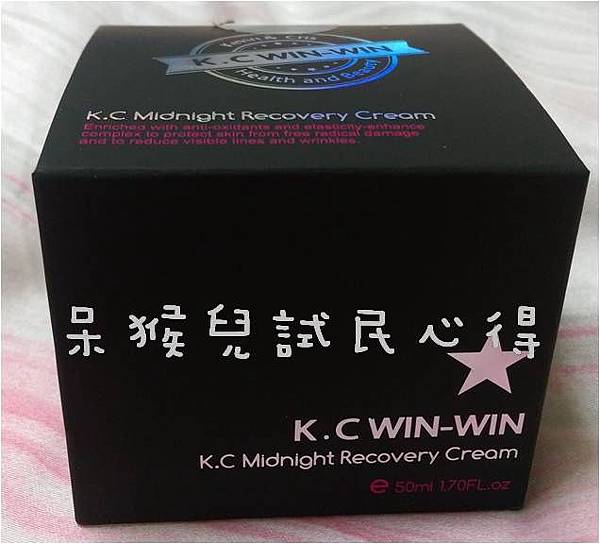 K.C WIN-WIN
Health and Beauty
K.C Midnight Recovery Cream
Enriched with anti-oxittants and elasticity-enhance
complex to protect skin from free radical damage
and to reduce visible lines and wrinkles.
呆猴兒試民心得
K.C WIN-WIN
K.C Midnight Recovery Cream
e 50ml 1.70FL.oz